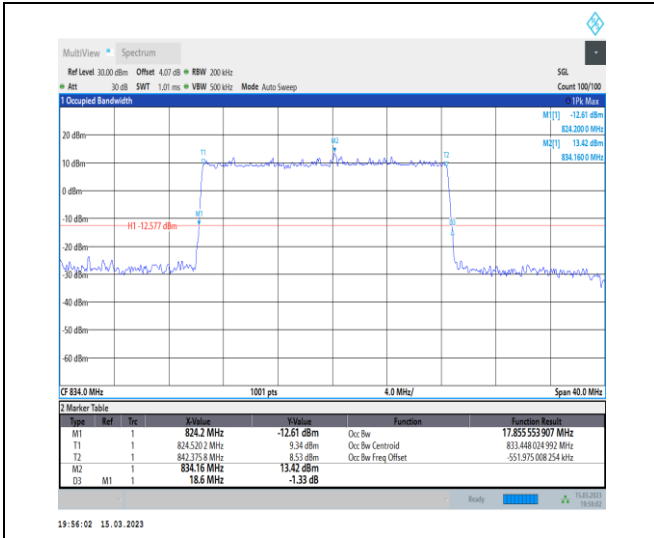 MultiView Spectrum
Ref Level 30.00 dBm Offset 4.07 dB RBW 200 kHz SGL
Att 30 dB SWT 1.01 ms VBW 500 kHz Mode Auto Sweep Count 100/100
1 Occupied Bandwidth 1Pk Max
M1[1] -12.61 dBm
824.200 0 MHz
M2[1] 13.42 dBm
834.160 0 MHz
20 dBm
M2
T1
T2
10 dBm
0 dBm
-10 dBm
M1
D3
H1 -12.577 dBm
-20 dBm
-30 dBm
-40 dBm
-50 dBm
-60 dBm
CF 834.0 MHz 1001 pts 4.0 MHz/ Span 40.0 MHz
2 Marker Table
Type Ref Trc X-Value Y-Value Function Function Result
M1 1 824.2 MHz -12.61 dBm Occ Bw 17.855 553 907 MHz
T1 1 824.520 2 MHz 9.34 dBm Occ Bw Centroid 833.448 024 992 MHz
T2 1 842.375 8 MHz 8.53 dBm Occ Bw Freq Offset -551.975 008 254 kHz
M2 1 834.16 MHz 13.42 dBm
D3 M1 1 18.6 MHz -1.33 dB
Ready 15.03.2023
19:56:02
19:56:02 15.03.2023